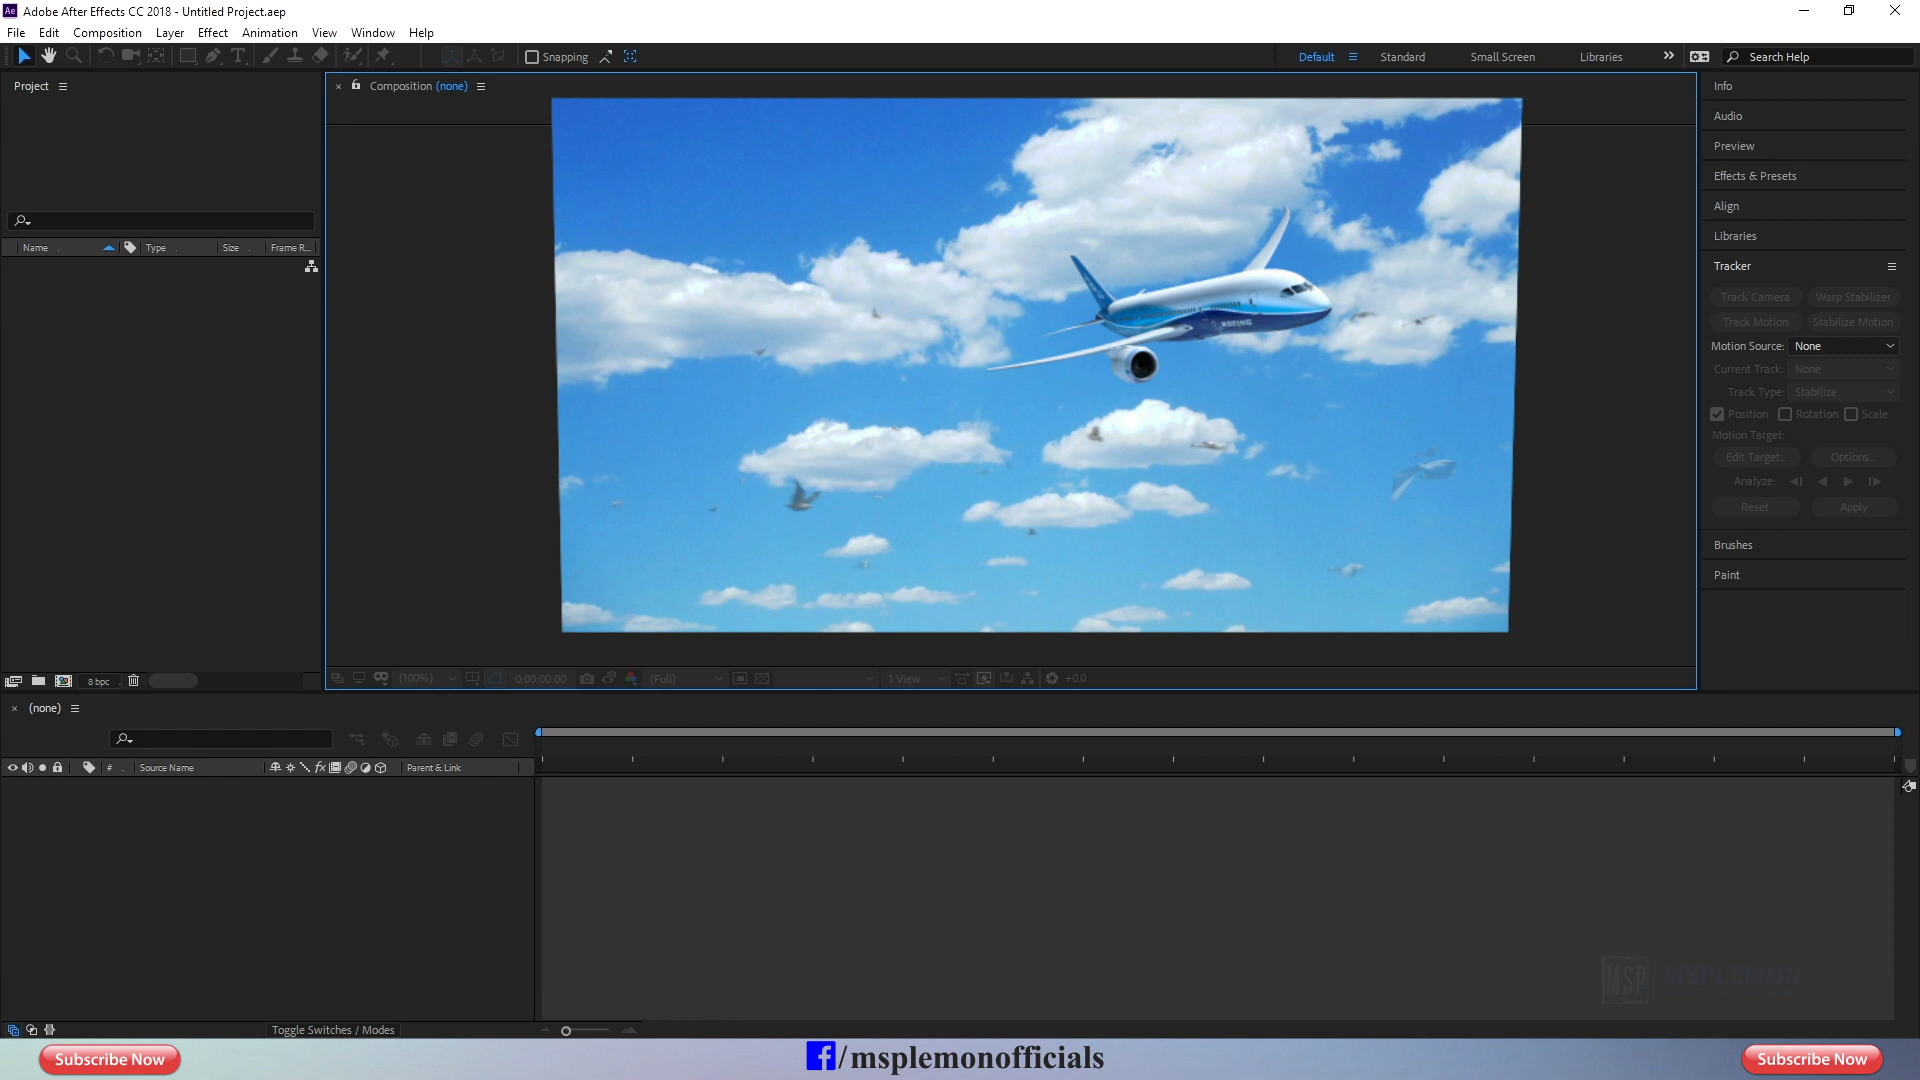 Ae Adobe After Effects CC 2018 - Untitled Project.aep
File Edit Composition Layer Effect Animation View Window Help
Snapping Default Standard Small Screen Libraries Search Help
Project
Name Type Size Frame R...
8 bpc
Composition (none)
BOEING
(100%) 0:00:00:00 (Full) 1 View +0.0
Info
Audio
Preview
Effects & Presets
Align
Libraries
Tracker
Track Camera Warp Stabilizer
Track Motion Stabilize Motion
Motion Source: None
Current Track: None
Track Type: Stabilize
Position Rotation Scale
Motion Target:
Edit Target... Options...
Analyze:
Reset Apply
Brushes
Paint
(none)
# Source Name fx Parent & Link
MSP
Toggle Switches / Modes
Subscribe Now f/msplemonofficials Subscribe Now